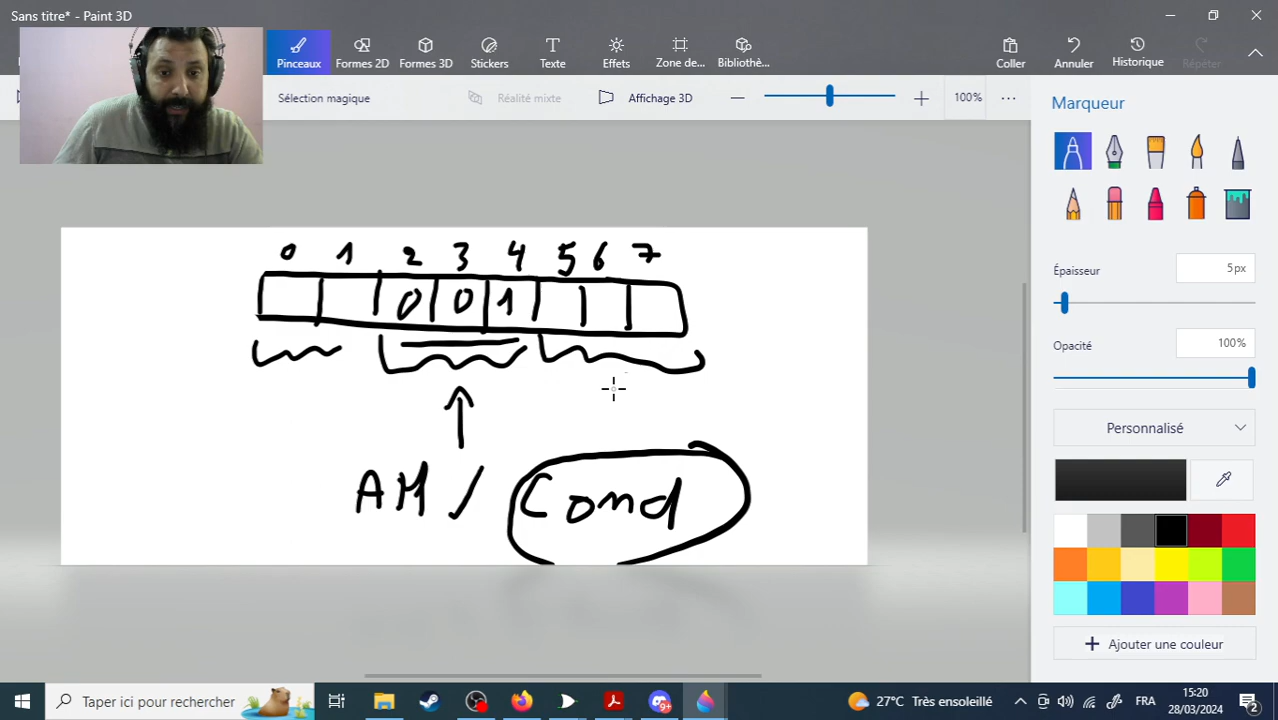 Sans titre* - Paint 3D
Pinceaux
Formes 2D
Formes 3D
Stickers
Texte
Effets
Zone de...
Bibliothè...
Coller
Annuler
Historique
Répéter
Sélection magique
Réalité mixte
Affichage 3D
100%
Marqueur
Épaisseur
5px
Opacité
100%
Personnalisé
Ajouter une couleur
0 1 2 3 4 5 6 7
0 0 1
AM / Cond
Taper ici pour rechercher
9+
27°C Très ensoleillé
FRA
15:20
28/03/2024
2